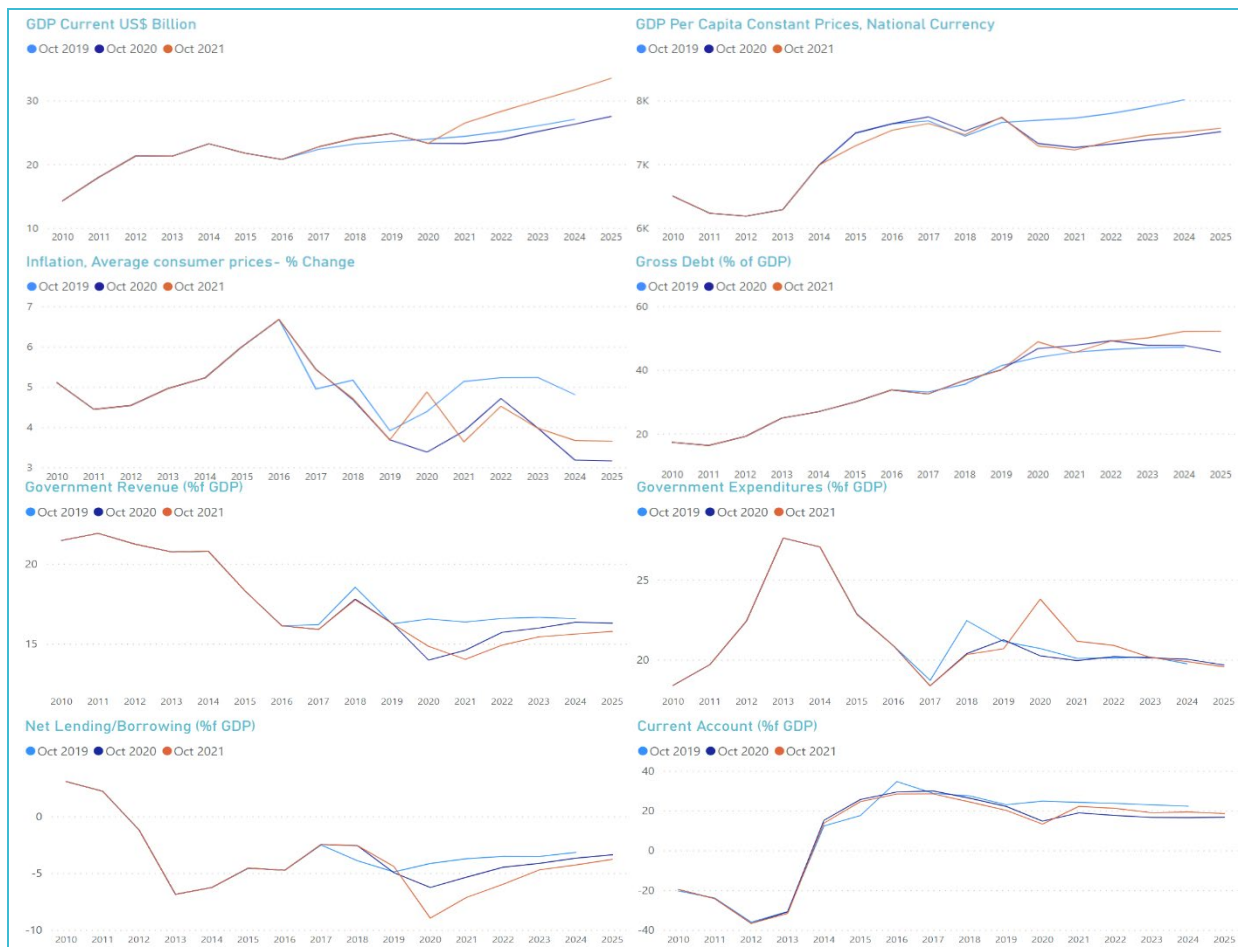 GDP Current US$ Billion
Oct 2019 Oct 2020 Oct 2021
30
20
10
2010 2011 2012 2013 2014 2015 2016 2017 2018 2019 2020 2021 2022 2023 2024 2025
GDP Per Capita Constant Prices, National Currency
Oct 2019 Oct 2020 Oct 2021
8K
7K
6K
2010 2011 2012 2013 2014 2015 2016 2017 2018 2019 2020 2021 2022 2023 2024 2025
Inflation, Average consumer prices- % Change
Oct 2019 Oct 2020 Oct 2021
7
6
5
4
3
2010 2011 2012 2013 2014 2015 2016 2017 2018 2019 2020 2021 2022 2023 2024 2025
Gross Debt (% of GDP)
Oct 2019 Oct 2020 Oct 2021
60
40
20
2010 2011 2012 2013 2014 2015 2016 2017 2018 2019 2020 2021 2022 2023 2024 2025
Government Revenue (%f GDP)
Oct 2019 Oct 2020 Oct 2021
20
15
2010 2011 2012 2013 2014 2015 2016 2017 2018 2019 2020 2021 2022 2023 2024 2025
Government Expenditures (%f GDP)
Oct 2019 Oct 2020 Oct 2021
25
20
2010 2011 2012 2013 2014 2015 2016 2017 2018 2019 2020 2021 2022 2023 2024 2025
Net Lending/Borrowing (%f GDP)
Oct 2019 Oct 2020 Oct 2021
0
-5
-10
2010 2011 2012 2013 2014 2015 2016 2017 2018 2019 2020 2021 2022 2023 2024 2025
Current Account (%f GDP)
Oct 2019 Oct 2020 Oct 2021
40
20
0
-20
-40
2010 2011 2012 2013 2014 2015 2016 2017 2018 2019 2020 2021 2022 2023 2024 2025